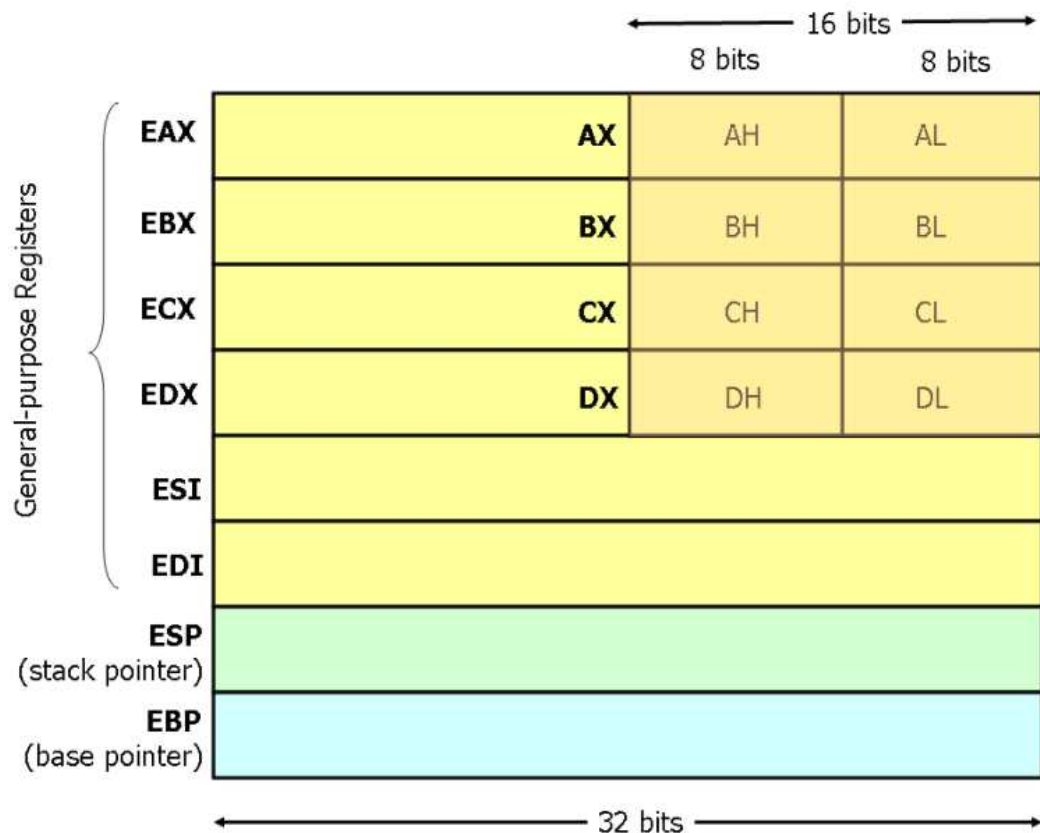 16 bits
8 bits 8 bits
General-purpose Registers
EAX AX AH AL
EBX BX BH BL
ECX CX CH CL
EDX DX DH DL
ESI
EDI
ESP
(stack pointer)
EBP
(base pointer)
32 bits